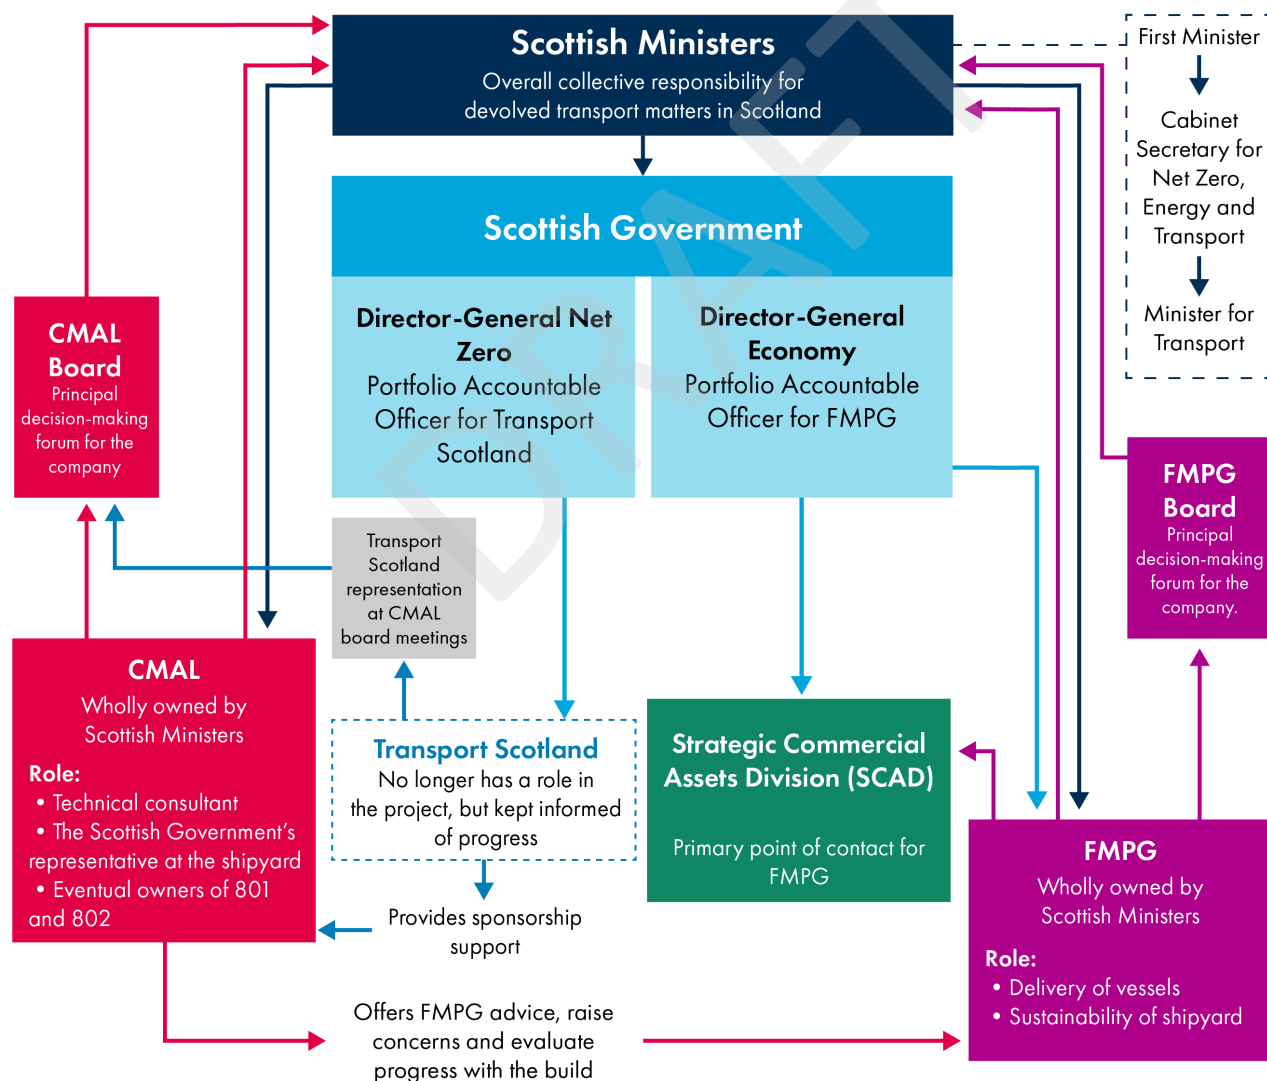 Scottish Ministers
Overall collective responsibility for
devolved transport matters in Scotland
First Minister
Cabinet
Secretary for
Net Zero,
Energy and
Transport
Minister for
Transport
Scottish Government
Director-General Net
Zero
Portfolio Accountable
Officer for Transport
Scotland
Director-General
Economy
Portfolio Accountable
Officer for FMPG
CMAL
Board
Principal
decision-making
forum for the
company
FMPG
Board
Principal
decision-making
forum for the
company.
Transport
Scotland
representation
at CMAL
board meetings
CMAL
Wholly owned by
Scottish Ministers
Role:
• Technical consultant
• The Scottish Government’s
representative at the shipyard
• Eventual owners of 801
and 802
Transport Scotland
No longer has a role in
the project, but kept informed
of progress
Strategic Commercial
Assets Division (SCAD)
Primary point of contact for
FMPG
FMPG
Wholly owned by
Scottish Ministers
Role:
• Delivery of vessels
• Sustainability of shipyard
Provides sponsorship
support
Offers FMPG advice, raise
concerns and evaluate
progress with the build
DRAFT